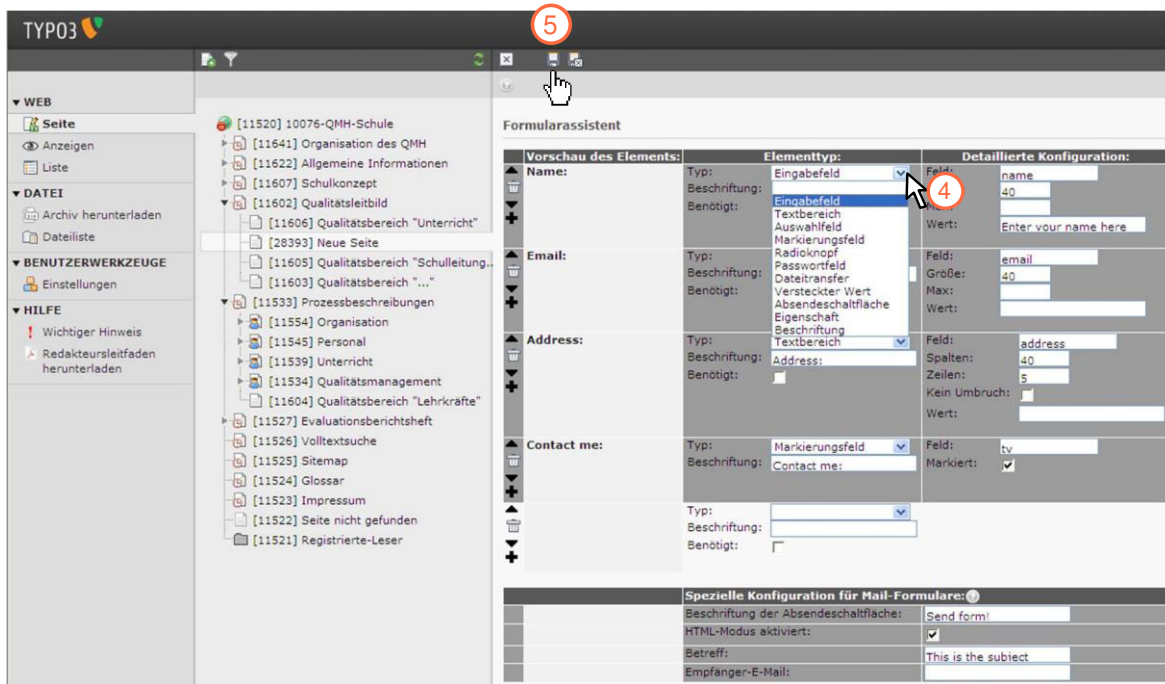 TYPO3
5
WEB
Seite
Anzeigen
Liste
DATEI
Archiv herunterladen
Dateiliste
BENUTZERWERKZEUGE
Einstellungen
HILFE
Wichtiger Hinweis
Redakteursleitfaden
herunterladen
[11520] 10076-QMH-Schule
[11641] Organisation des QMH
[11622] Allgemeine Informationen
[11607] Schulkonzept
[11602] Qualitätsleitbild
[11606] Qualitätsbereich "Unterricht"
[28393] Neue Seite
[11605] Qualitätsbereich "Schulleitung..
[11603] Qualitätsbereich "..."
[11533] Prozessbeschreibungen
[11554] Organisation
[11545] Personal
[11539] Unterricht
[11534] Qualitätsmanagement
[11604] Qualitätsbereich "Lehrkräfte"
[11527] Evaluationsberichtsheft
[11526] Volltextsuche
[11525] Sitemap
[11524] Glossar
[11523] Impressum
[11522] Seite nicht gefunden
[11521] Registrierte-Leser
Formularassistent
Vorschau des Elements: Elementtyp: Detaillierte Konfiguration:
Name: Typ: Eingabefeld Feld: name
Beschriftung: 40
Benötigt:
4
Wert: Enter your name here
Eingabefeld
Textbereich
Auswahlfeld
Markierungsfeld
Radioknopf
Passwortfeld
Dateitransfer
Versteckter Wert
Absendeschaltfläche
Eigenschaft
Beschriftung
Email: Typ: Feld: email
Beschriftung: Größe: 40
Benötigt: Max:
Wert:
Address: Typ: Textbereich Feld: address
Beschriftung: Address: Spalten: 40
Benötigt: Zeilen: 5
Kein Umbruch:
Wert:
Contact me: Typ: Markierungsfeld Feld: tv
Beschriftung: Contact me: Markiert:
Typ:
Beschriftung:
Benötigt:
Spezielle Konfiguration für Mail-Formulare:
Beschriftung der Absendeschaltfläche: Send form!
HTML-Modus aktiviert:
Betreff: This is the subject
Empfänger-E-Mail: